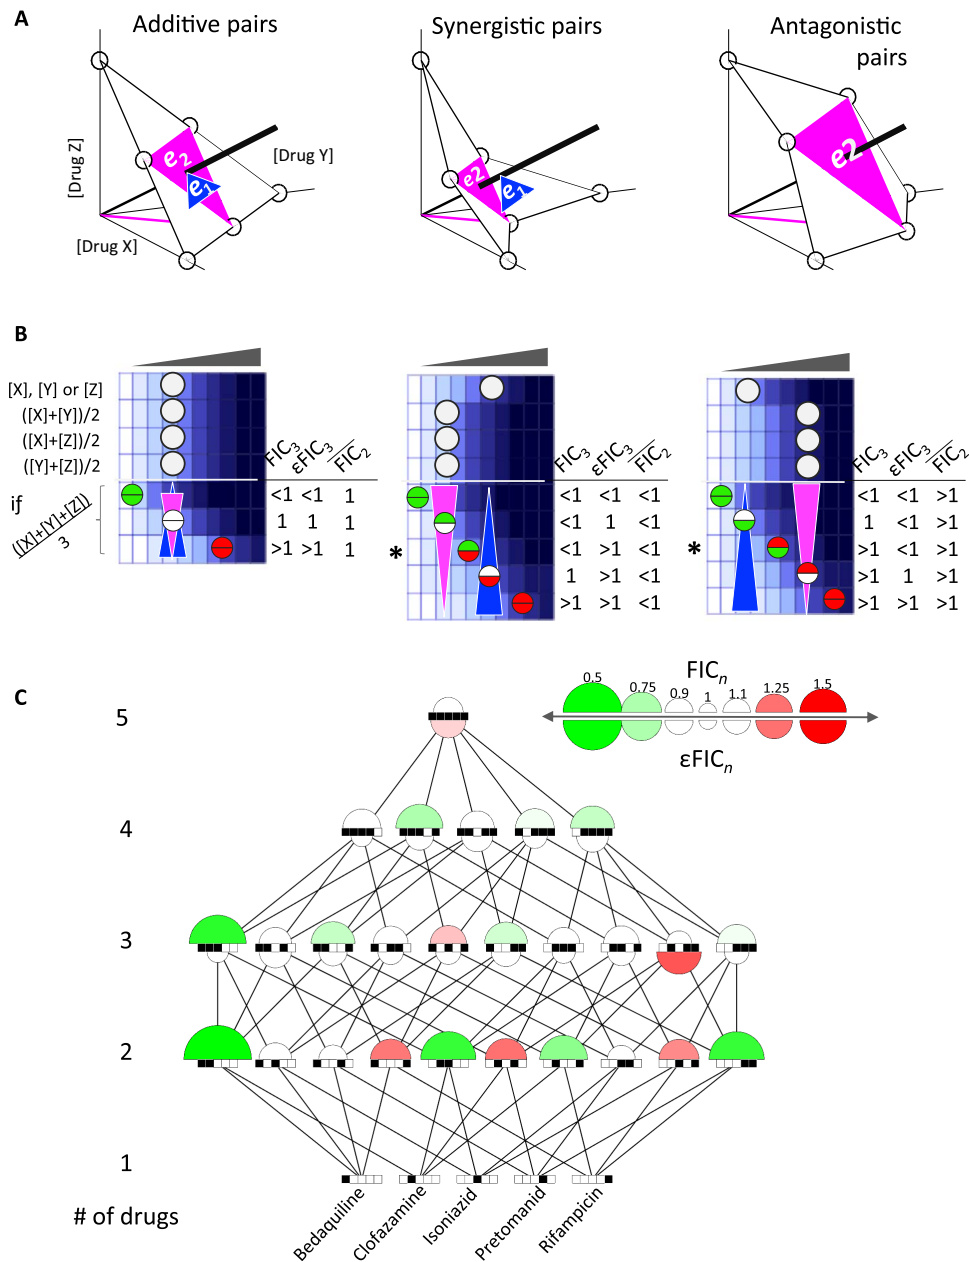 A
Additive pairs
Synergistic pairs
Antagonistic
pairs
[Drug Z]
[Drug Y]
[Drug X]
e2
e1
e2
e1
e2
B
[X], [Y] or [Z]
([X]+[Y])/2
([X]+[Z])/2
([Y]+[Z])/2
if
([X]+[Y]+[Z])
3
FIC3 εFIC3 FIC2
<1 <1 1
1 1 1
>1 >1 1
FIC3 εFIC3 FIC2
<1 <1 <1
<1 1 <1
* <1 >1 <1
1 >1 <1
>1 >1 <1
FIC3 εFIC3 FIC2
<1 <1 >1
1 <1 >1
* >1 <1 >1
>1 1 >1
>1 >1 >1
C
FICn
0.5 0.75 0.9 1 1.1 1.25 1.5
εFICn
5
4
3
2
1
# of drugs
Bedaquiline
Clofazamine
Isoniazid
Pretomanid
Rifampicin